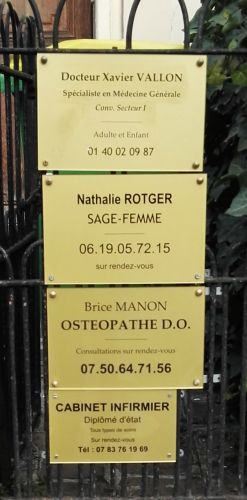 Docteur Xavier VALLON
Spécialiste en Médecine Générale
Conv. Secteur I
Adulte et Enfant
01 40 02 09 87
Nathalie ROTGER
SAGE-FEMME
06.19.05.72.15
sur rendez-vous
Brice MANON
OSTEOPATHE D.O.
Consultations sur rendez-vous
07.50.64.71.56
CABINET INFIRMIER
Diplômé d'état
Tous types de soins
Sur rendez-vous
Tél : 07 83 76 19 69